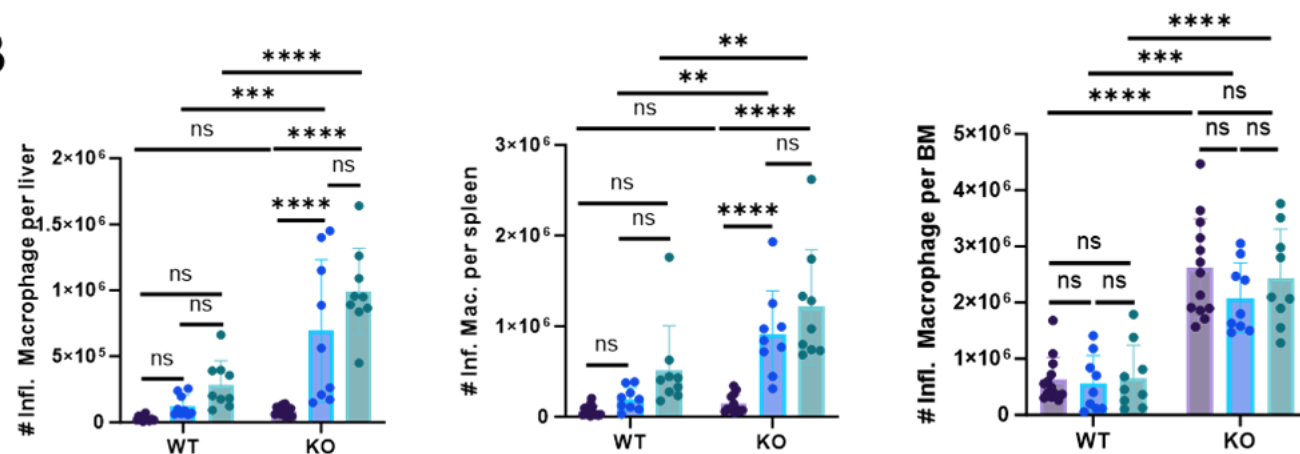 B
# Infl. Macrophage per liver
2×10⁶
1.5×10⁶
1×10⁶
5×10⁵
0
ns
ns
ns
ns
****
ns
****
***
****
WT
KO
# Inf. Mac. per spleen
3×10⁶
2×10⁶
1×10⁶
0
ns
ns
ns
****
ns
ns
****
**
**
WT
KO
# Infl. Macrophage per BM
5×10⁶
4×10⁶
3×10⁶
2×10⁶
1×10⁶
0
ns
ns
ns
ns
ns
ns
****
***
****
WT
KO